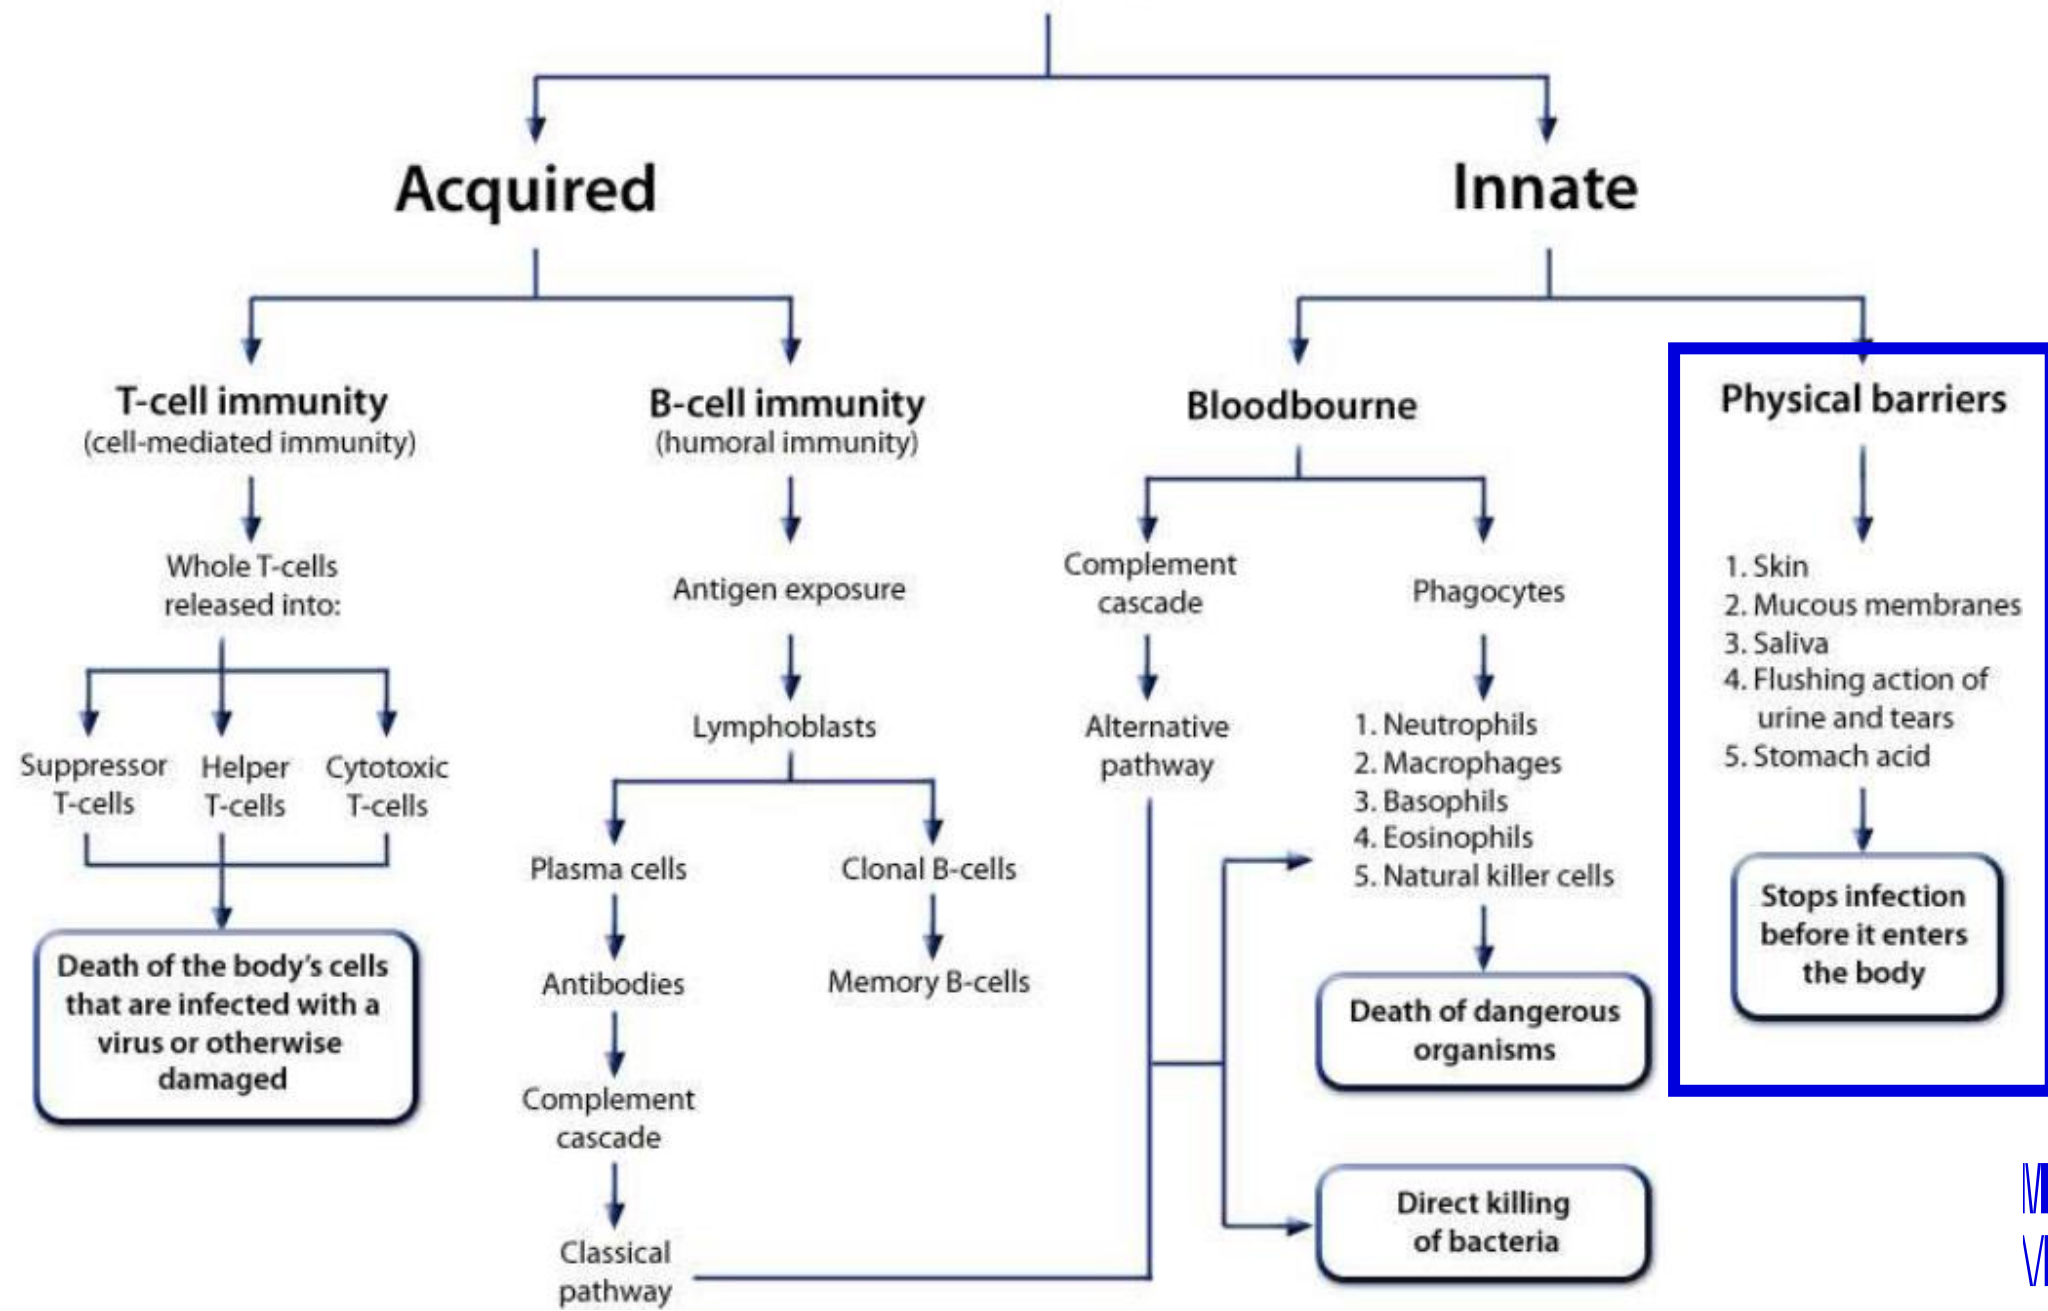 Acquired
Innate
T-cell immunity
(cell-mediated immunity)
B-cell immunity
(humoral immunity)
Bloodbourne
Physical barriers
Whole T-cells
released into:
Antigen exposure
Complement
cascade
Phagocytes
1. Skin
2. Mucous membranes
3. Saliva
4. Flushing action of
urine and tears
5. Stomach acid
Suppressor
T-cells
Helper
T-cells
Cytotoxic
T-cells
Lymphoblasts
Alternative
pathway
1. Neutrophils
2. Macrophages
3. Basophils
4. Eosinophils
5. Natural killer cells
Plasma cells
Clonal B-cells
Stops infection
before it enters
the body
Death of the body's cells
that are infected with a
virus or otherwise
damaged
Antibodies
Memory B-cells
Death of dangerous
organisms
Complement
cascade
Direct killing
of bacteria
Classical
pathway